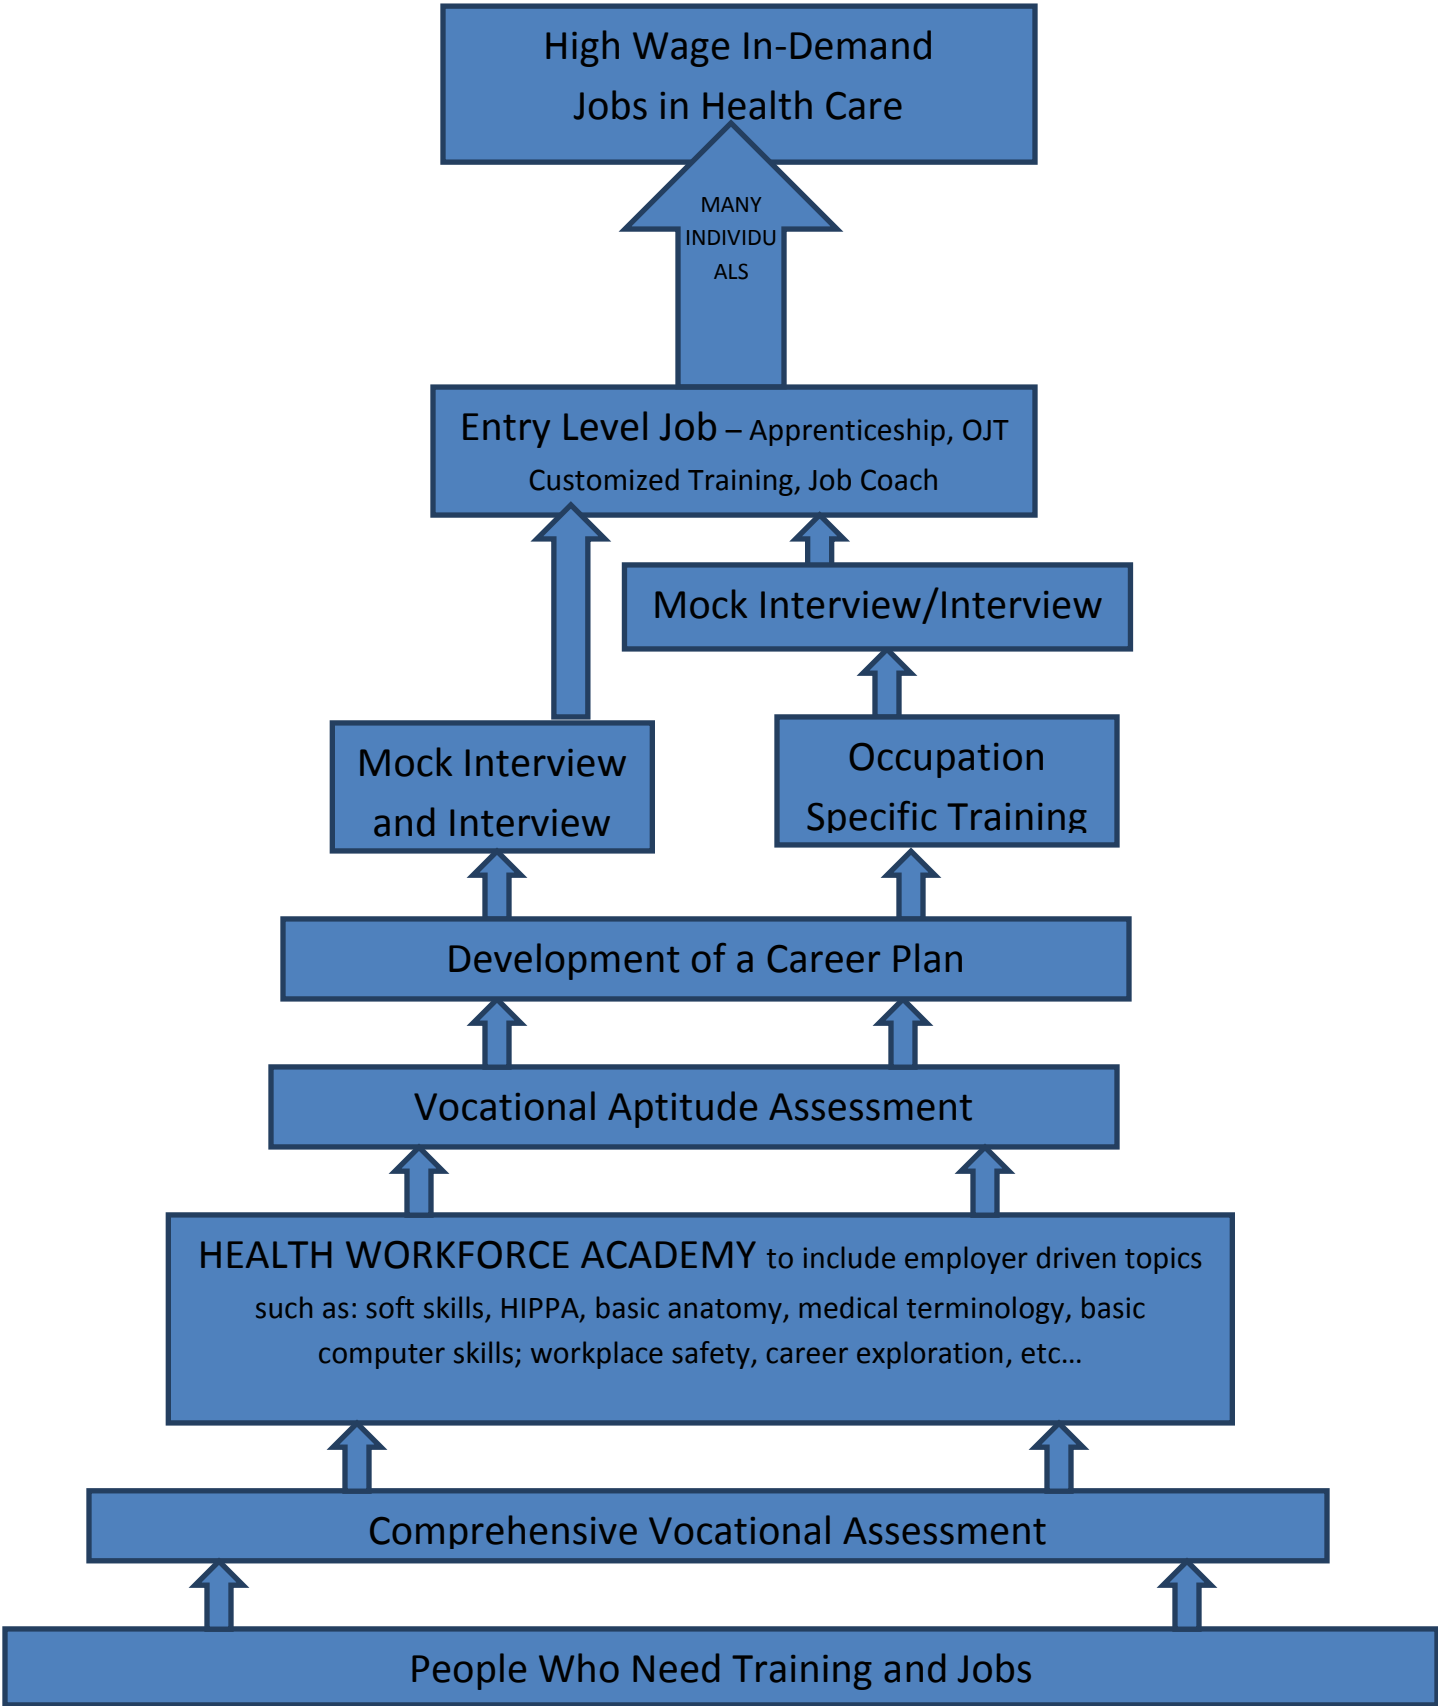 High Wage In-Demand
Jobs in Health Care
MANY
INDIVIDU
ALS
Entry Level Job – Apprenticeship, OJT
Customized Training, Job Coach
Mock Interview/Interview
Mock Interview
and Interview
Occupation
Specific Training
Development of a Career Plan
Vocational Aptitude Assessment
HEALTH WORKFORCE ACADEMY to include employer driven topics
such as: soft skills, HIPPA, basic anatomy, medical terminology, basic
computer skills; workplace safety, career exploration, etc…
Comprehensive Vocational Assessment
People Who Need Training and Jobs